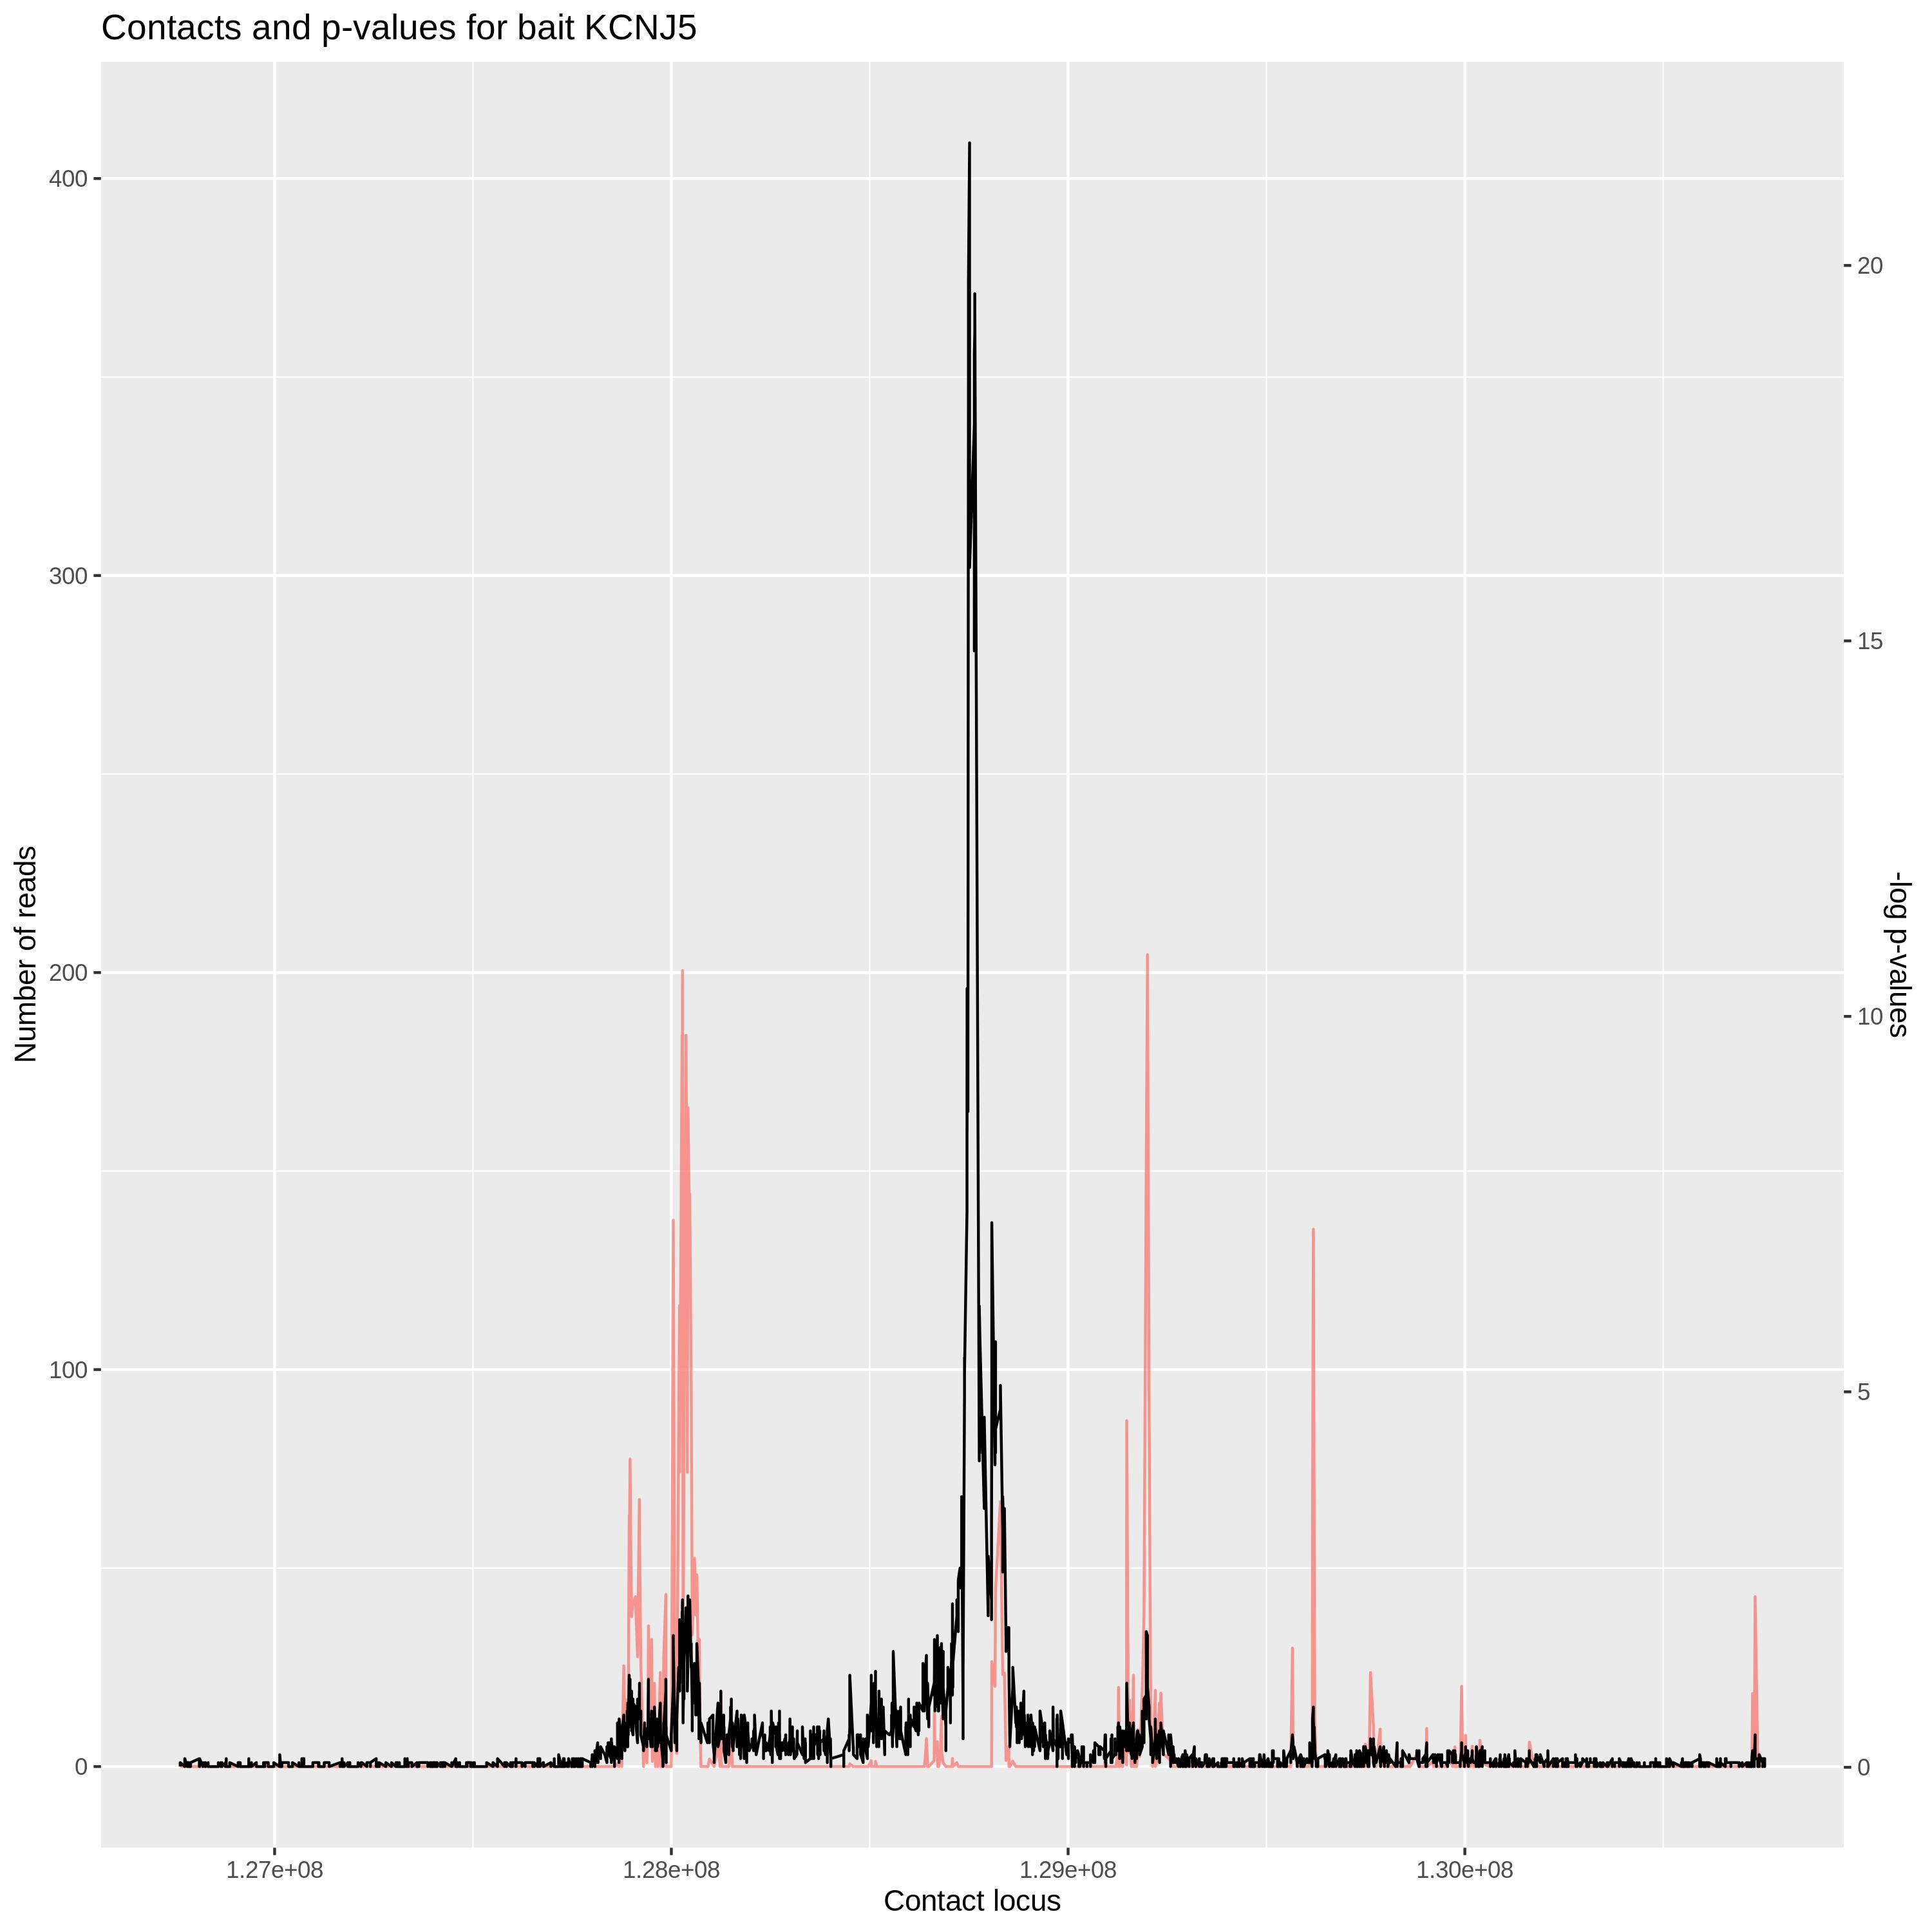 Contacts and p-values for bait KCNJ5
400
300
200
100
0
Number of reads
20
15
10
5
0
-log p-values
1.27e+08
1.28e+08
1.29e+08
1.30e+08
Contact locus